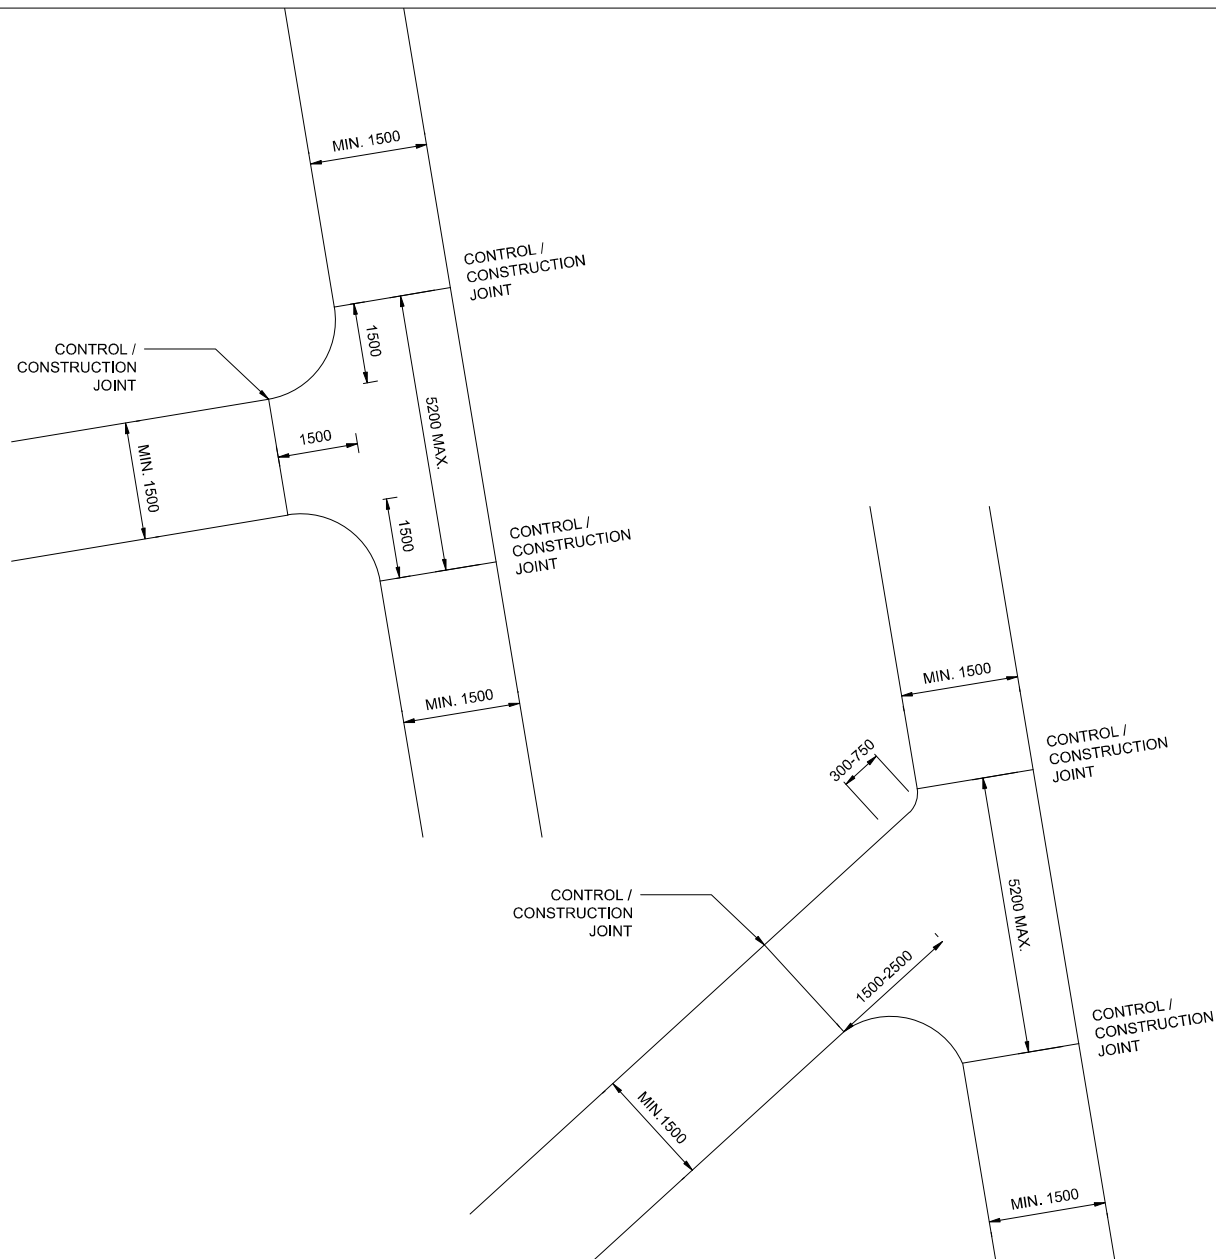 MIN. 1500
CONTROL /
CONSTRUCTION
JOINT
1500
CONTROL /
CONSTRUCTION
JOINT
5200 MAX.
1500
MIN. 1500
1500
CONTROL /
CONSTRUCTION
JOINT
MIN. 1500
MIN. 1500
300-750
CONTROL /
CONSTRUCTION
JOINT
5200 MAX.
CONTROL /
CONSTRUCTION
JOINT
1500-2500
CONTROL /
CONSTRUCTION
JOINT
MIN.1500
MIN. 1500